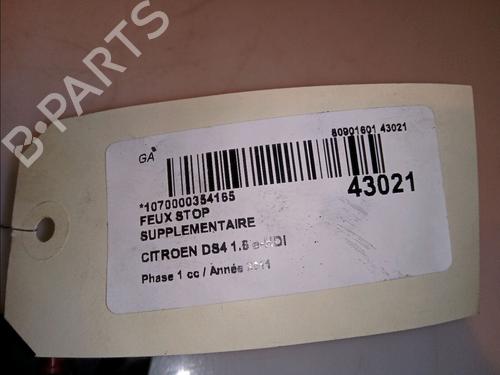 B-PARTS
GA
80901601 43021
*1070000354165
43021
FEUX STOP
SUPPLEMENTAIRE
CITROEN DS4 1.6 e-HDI
Phase 1 cc / Année 2011